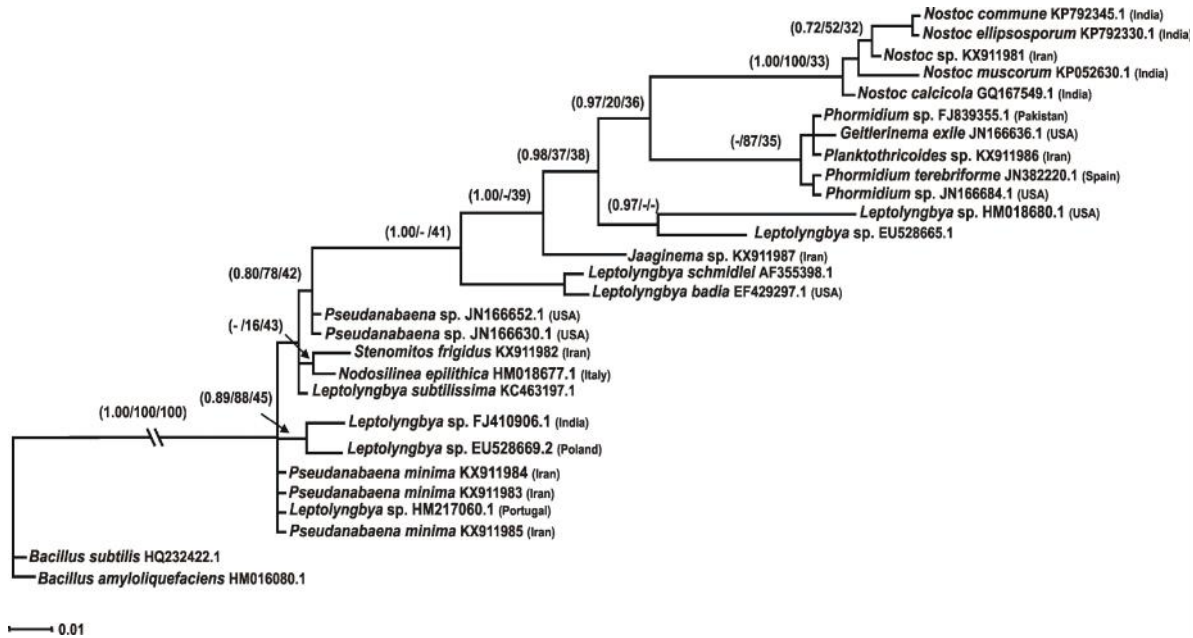 Nostoc commune KP792345.1 (India)
(0.72/52/32)
Nostoc ellipsosporum KP792330.1 (India)
Nostoc sp. KX911981 (Iran)
(1.00/100/33)
Nostoc muscorum KP052630.1 (India)
Nostoc calcicola GQ167549.1 (India)
(0.97/20/36)
Phormidium sp. FJ839355.1 (Pakistan)
Geitlerinema exile JN166636.1 (USA)
(-/87/35)
(0.98/37/38)
Planktothricoides sp. KX911986 (Iran)
Phormidium terebriforme JN382220.1 (Spain)
(1.00/-/39)
Phormidium sp. JN166684.1 (USA)
(0.97/-/-)
Leptolyngbya sp. HM018680.1 (USA)
(1.00/- /41)
Leptolyngbya sp. EU528665.1
Jaaginema sp. KX911987 (Iran)
(0.80/78/42)
Leptolyngbya schmidlei AF355398.1
Leptolyngbya badia EF429297.1 (USA)
Pseudanabaena sp. JN166652.1 (USA)
(- /16/43)
Pseudanabaena sp. JN166630.1 (USA)
Stenomitos frigidus KX911982 (Iran)
Nodosilinea epilithica HM018677.1 (Italy)
Leptolyngbya subtilissima KC463197.1
(0.89/88/45)
(1.00/100/100)
Leptolyngbya sp. FJ410906.1 (India)
Leptolyngbya sp. EU528669.2 (Poland)
Pseudanabaena minima KX911984 (Iran)
Pseudanabaena minima KX911983 (Iran)
Leptolyngbya sp. HM217060.1 (Portugal)
Pseudanabaena minima KX911985 (Iran)
Bacillus subtilis HQ232422.1
Bacillus amyloliquefaciens HM016080.1
0.01